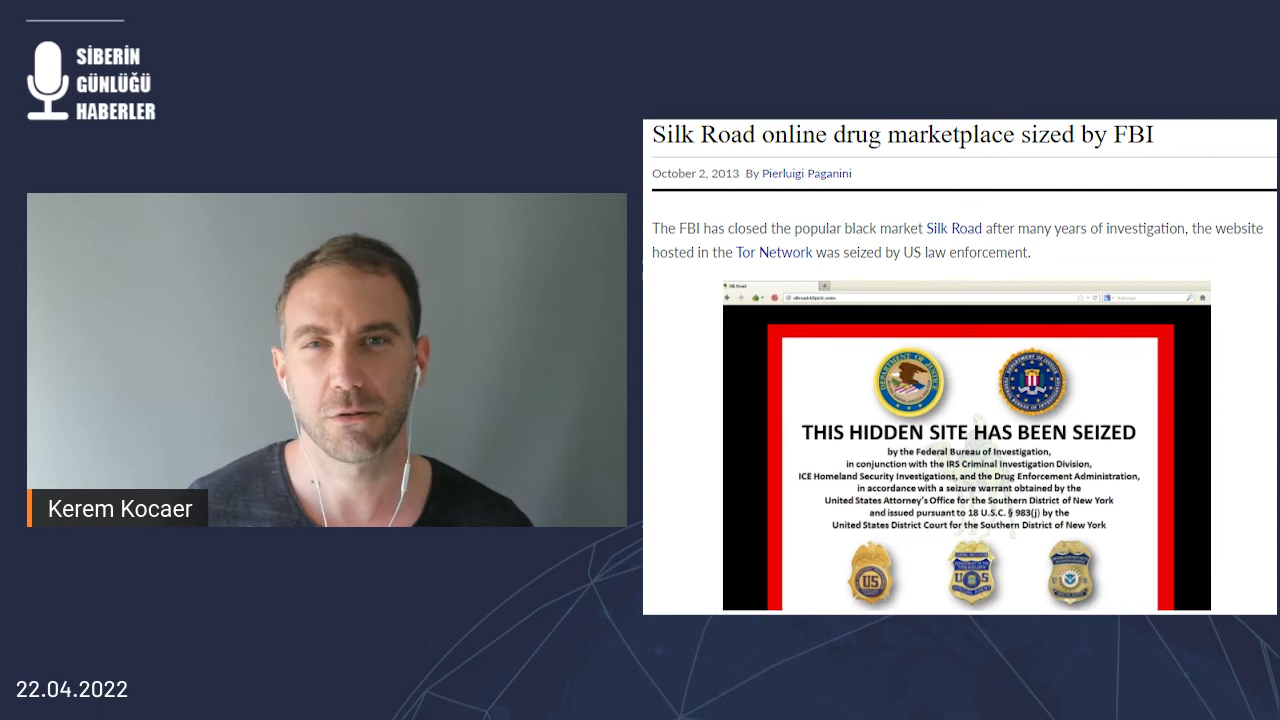 SİBERİN
GÜNLÜĞÜ
HABERLER
Kerem Kocaer
22.04.2022
Silk Road online drug marketplace sized by FBI
October 2, 2013 By Pierluigi Paganini
The FBI has closed the popular black market Silk Road after many years of investigation, the website
hosted in the Tor Network was seized by US law enforcement.
Silk Road
THIS HIDDEN SITE HAS BEEN SEIZED
by the Federal Bureau of Investigation,
in conjunction with the IRS Criminal Investigation Division,
ICE Homeland Security Investigations, and the Drug Enforcement Administration,
in accordance with a seizure warrant obtained by the
United States Attorney's Office for the Southern District of New York
and issued pursuant to 18 U.S.C. § 983(j) by the
United States District Court for the Southern District of New York
US
U S